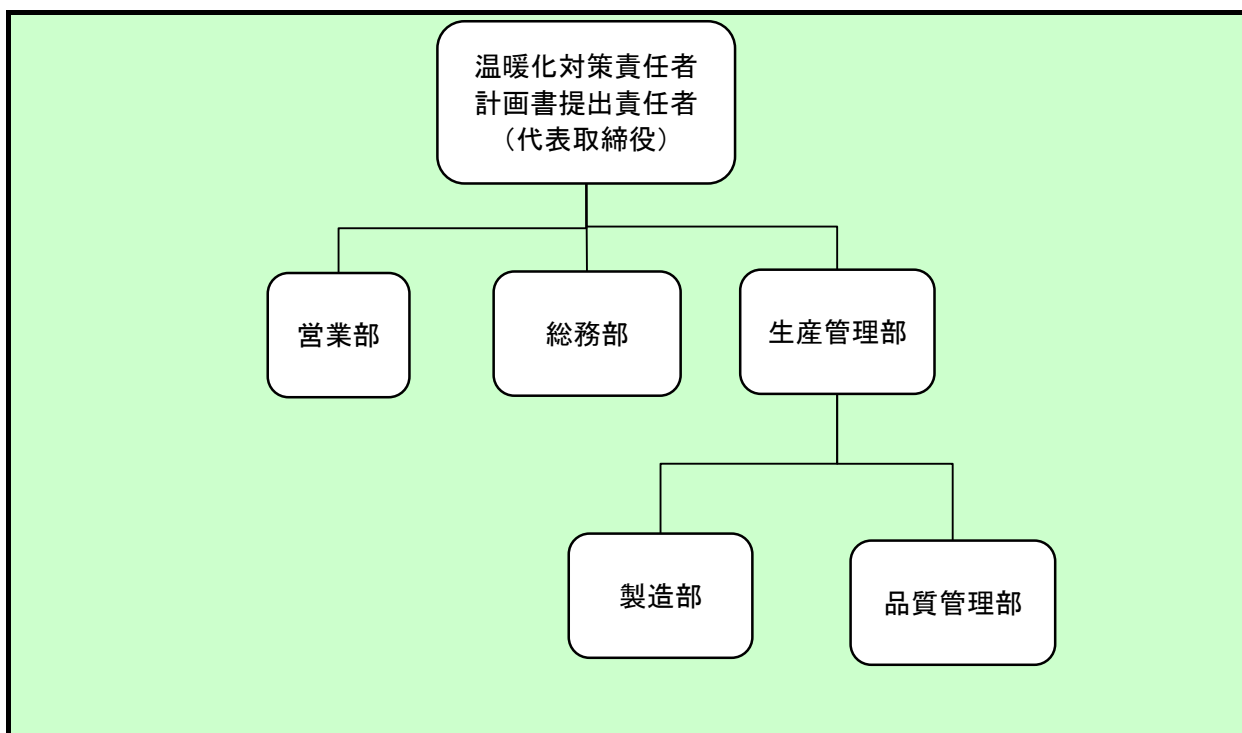 温暖化対策責任者
計画書提出責任者
（代表取締役）
営業部
総務部
生産管理部
製造部
品質管理部